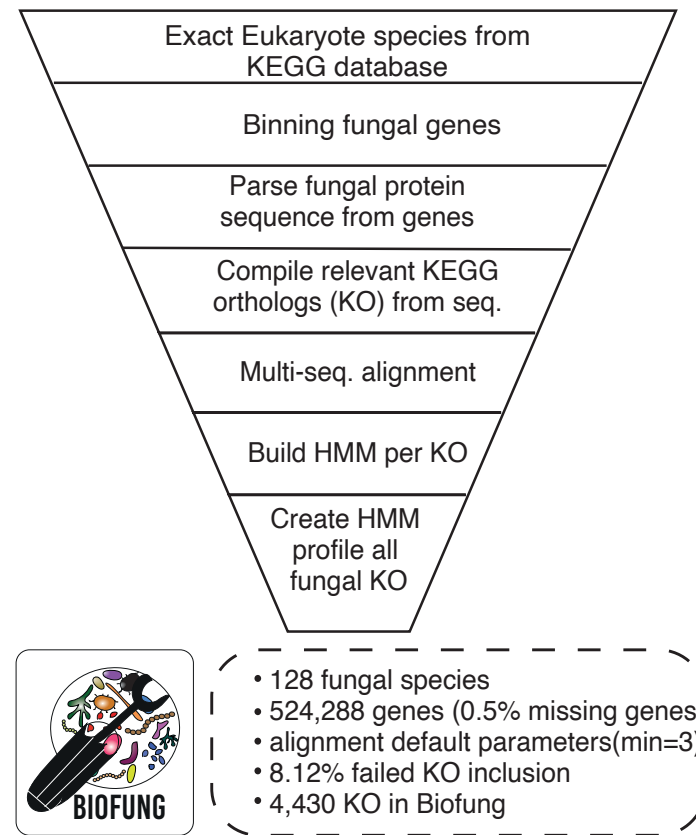 Exact Eukaryote species from
KEGG database
Binning fungal genes
Parse fungal protein
sequence from genes
Compile relevant KEGG
orthologs (KO) from seq.
Multi-seq. alignment
Build HMM per KO
Create HMM
profile all
fungal KO
BIOFUNG
• 128 fungal species
• 524,288 genes (0.5% missing genes
• alignment default parameters(min=3)
• 8.12% failed KO inclusion
• 4,430 KO in Biofung